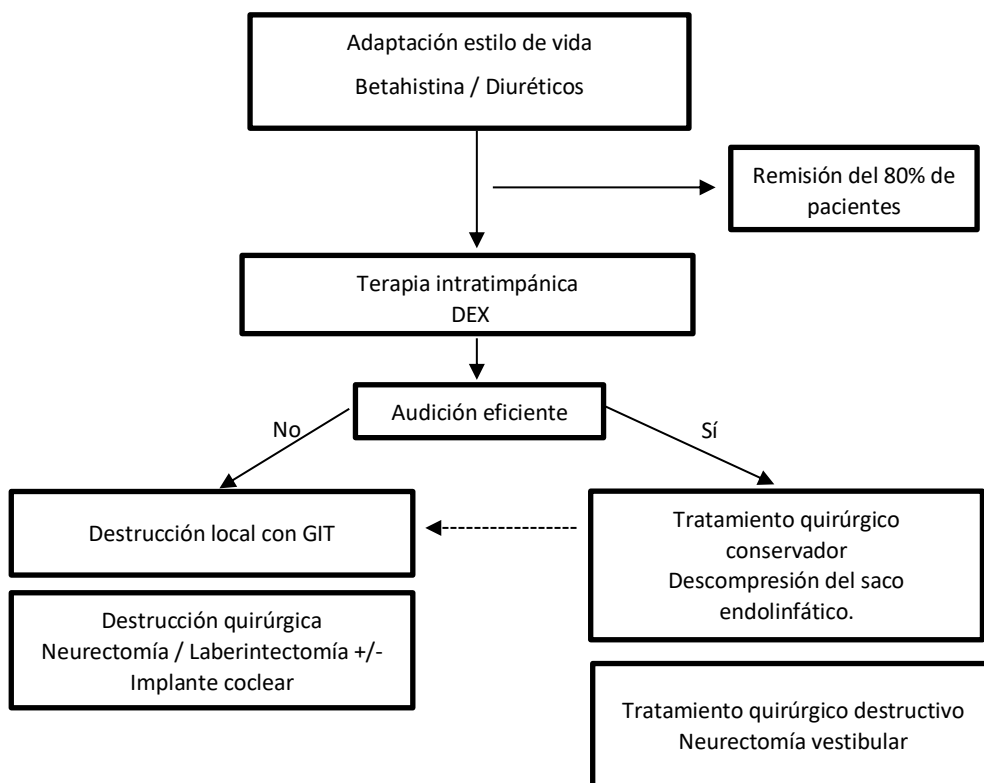 Adaptación estilo de vida
Betahistina / Diuréticos
Remisión del 80% de
pacientes
Terapia intratimpánica
DEX
Audición eficiente
No
Sí
Destrucción local con GIT
Tratamiento quirúrgico
conservador
Descompresión del saco
endolinfático.
Destrucción quirúrgica
Neurectomía / Laberintectomía +/-
Implante coclear
Tratamiento quirúrgico destructivo
Neurectomía vestibular